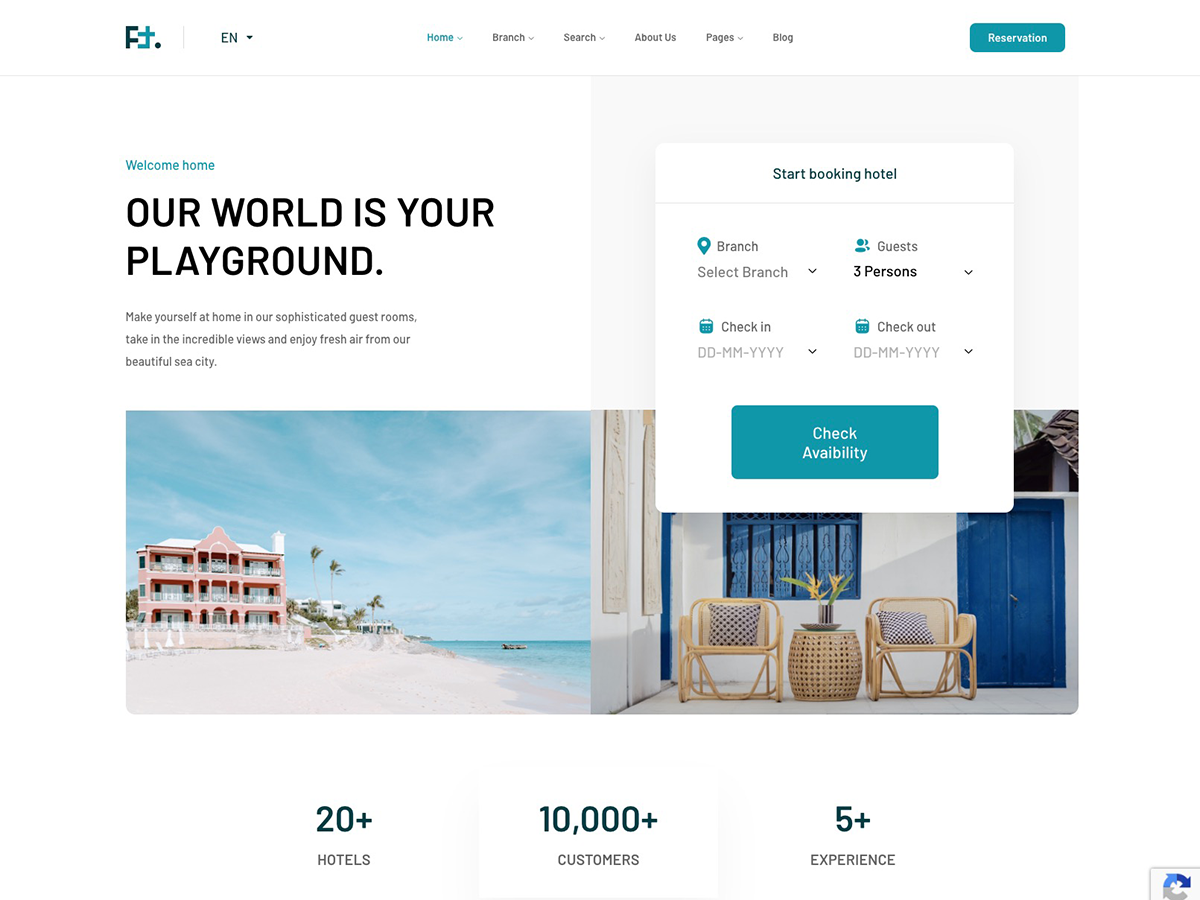 Ft.
EN
Home
Branch
Search
About Us
Pages
Blog
Reservation
Welcome home
OUR WORLD IS YOUR
PLAYGROUND.
Make yourself at home in our sophisticated guest rooms,
take in the incredible views and enjoy fresh air from our
beautiful sea city.
Start booking hotel
Branch
Select Branch
Guests
3 Persons
Check in
DD-MM-YYYY
Check out
DD-MM-YYYY
Check
Avaibility
20+
HOTELS
10,000+
CUSTOMERS
5+
EXPERIENCE